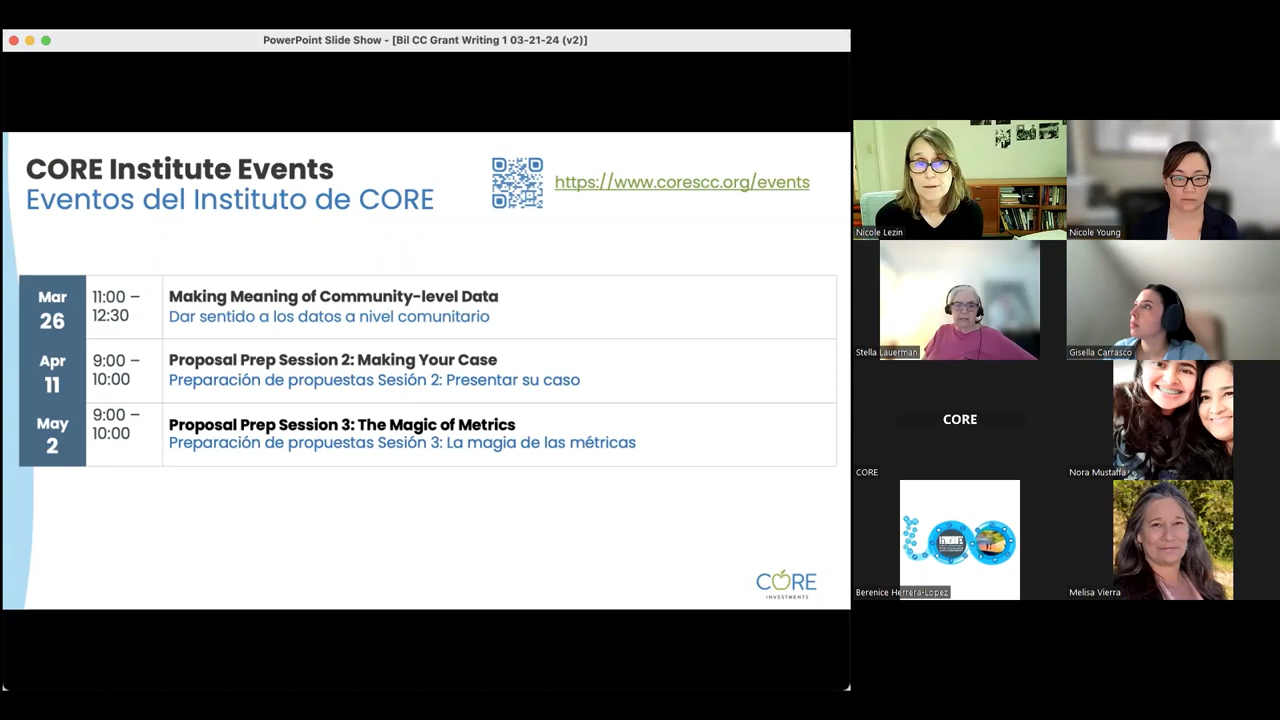 PowerPoint Slide Show - [Bil CC Grant Writing 1 03-21-24 (v2)]
CORE Institute Events
Eventos del Instituto de CORE
https://www.corescc.org/events
Mar
26
11:00 –
12:30
Making Meaning of Community-level Data
Dar sentido a los datos a nivel comunitario
Apr
11
9:00 –
10:00
Proposal Prep Session 2: Making Your Case
Preparación de propuestas Sesión 2: Presentar su caso
May
2
9:00 –
10:00
Proposal Prep Session 3: The Magic of Metrics
Preparación de propuestas Sesión 3: La magia de las métricas
CORE
INVESTMENTS
Nicole Lezin
Nicole Young
Stella Lauerman
Gisella Carrasco
CORE
CORE
Nora Mustaffa
Berenice Herrera-Lopez
Melisa Vierra